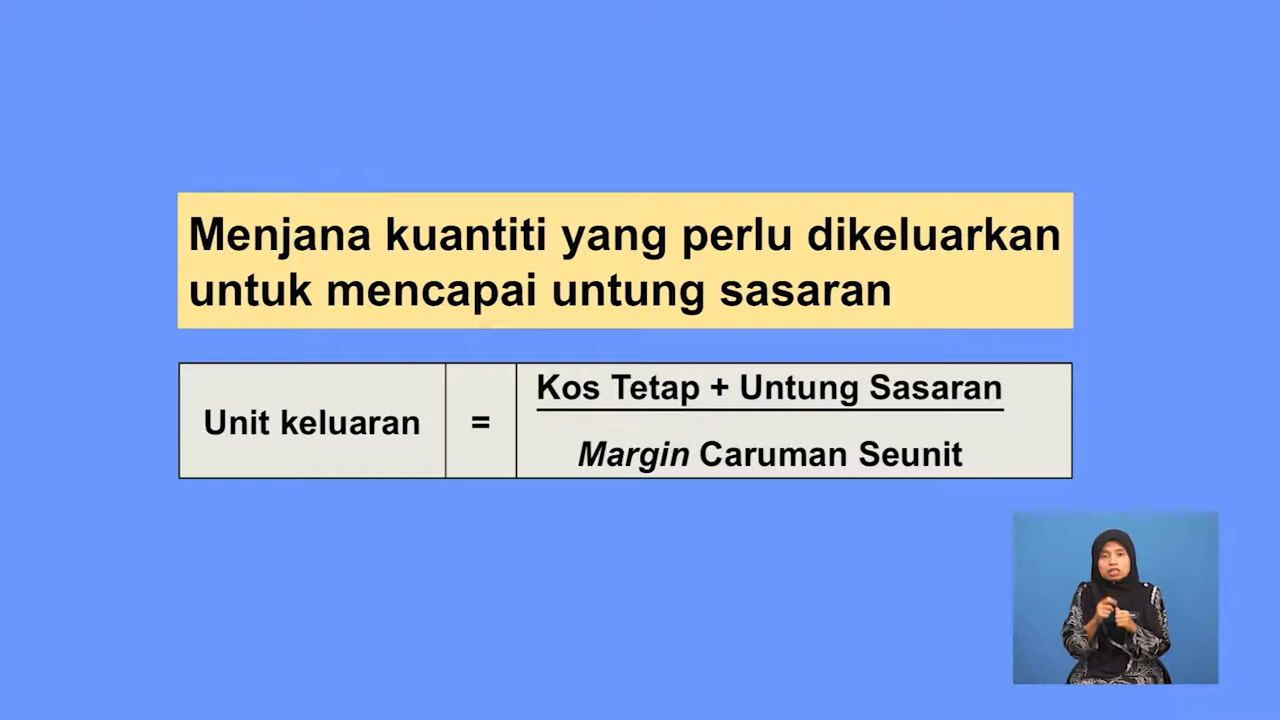 Menjana kuantiti yang perlu dikeluarkan
untuk mencapai untung sasaran
Unit keluaran = Kos Tetap + Untung Sasaran
Margin Caruman Seunit